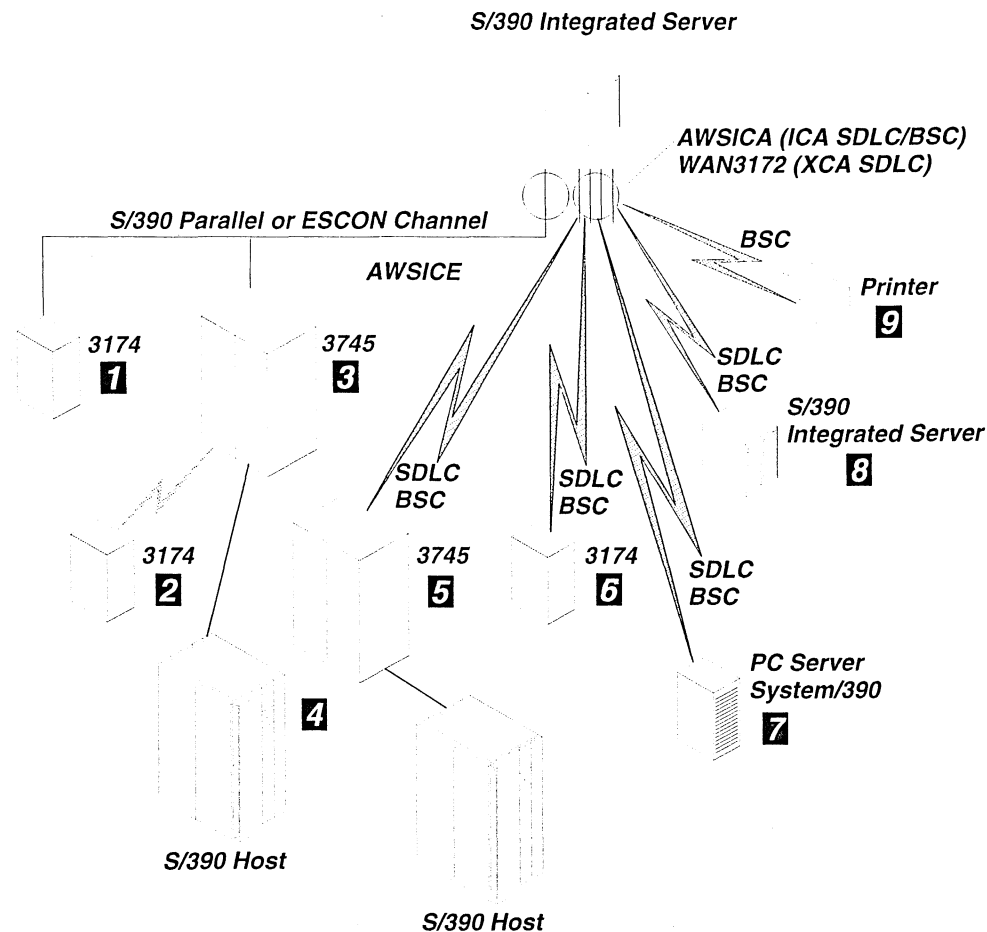 S/390 Integrated Server
AWSICA (ICA SDLC/BSC)
WAN3172 (XCA SDLC)
S/390 Parallel or ESCON Channel
BSC
AWSICE
Printer
9
3174
1
3745
3
SDLC
BSC
S/390
Integrated Server
8
SDLC
BSC
SDLC
BSC
3174
2
3745
5
3174
6
SDLC
BSC
PC Server
System/390
7
4
S/390 Host
S/390 Host